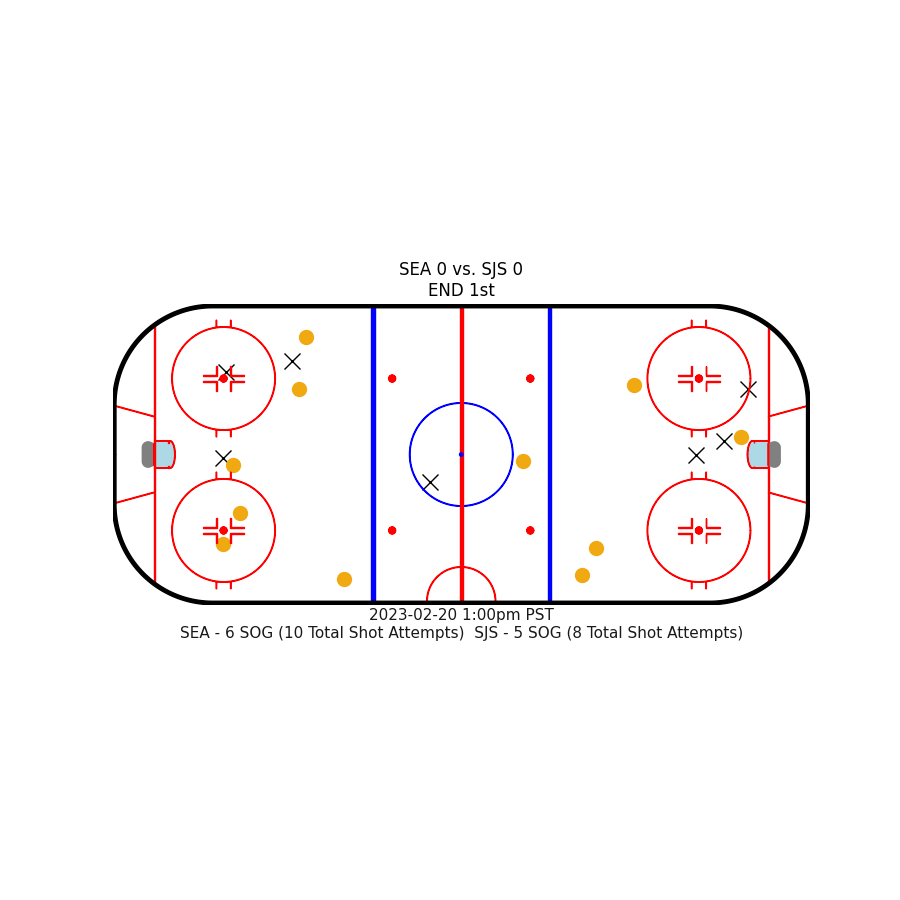 SEA 0 vs. SJS 0
END 1st
2023-02-20 1:00pm PST
SEA - 6 SOG (10 Total Shot Attempts)  SJS - 5 SOG (8 Total Shot Attempts)